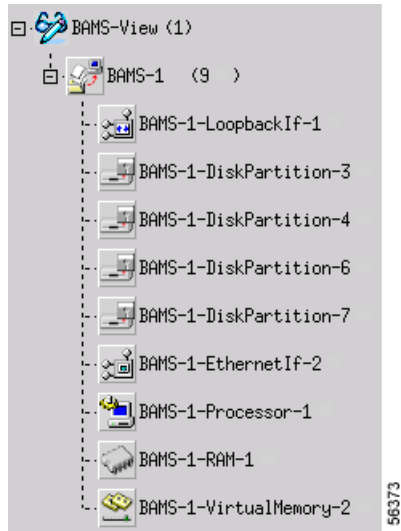 BAMS-View (1)
BAMS-1 (9 )
BAMS-1-LoopbackIf-1
BAMS-1-DiskPartition-3
BAMS-1-DiskPartition-4
BAMS-1-DiskPartition-6
BAMS-1-DiskPartition-7
BAMS-1-EthernetIf-2
BAMS-1-Processor-1
BAMS-1-RAM-1
BAMS-1-VirtualMemory-2
56373